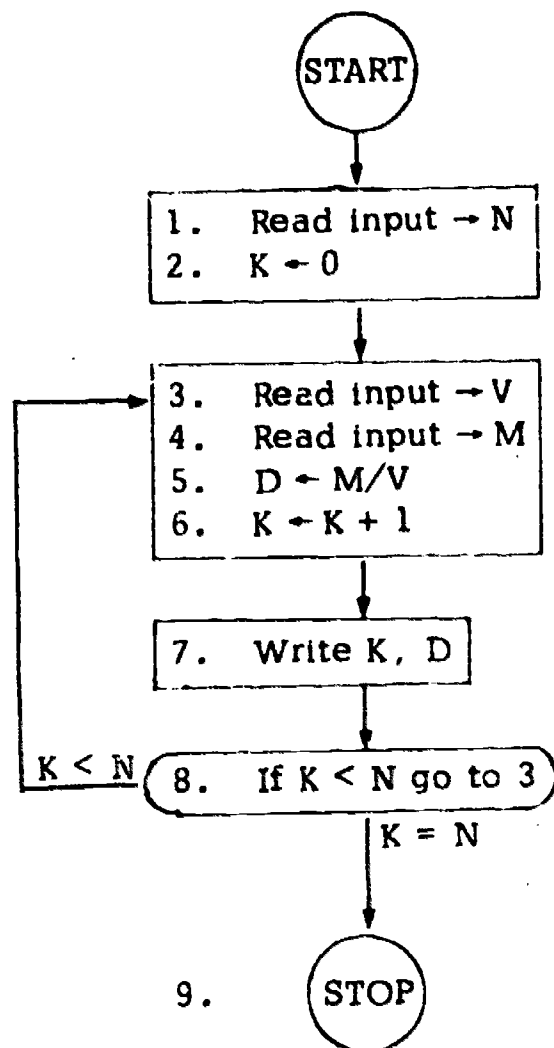 START
1. Read input → N
2. K ← 0
3. Read input → V
4. Read input → M
5. D ← M/V
6. K ← K + 1
7. Write K, D
K < N
8. If K < N go to 3
K = N
9. STOP